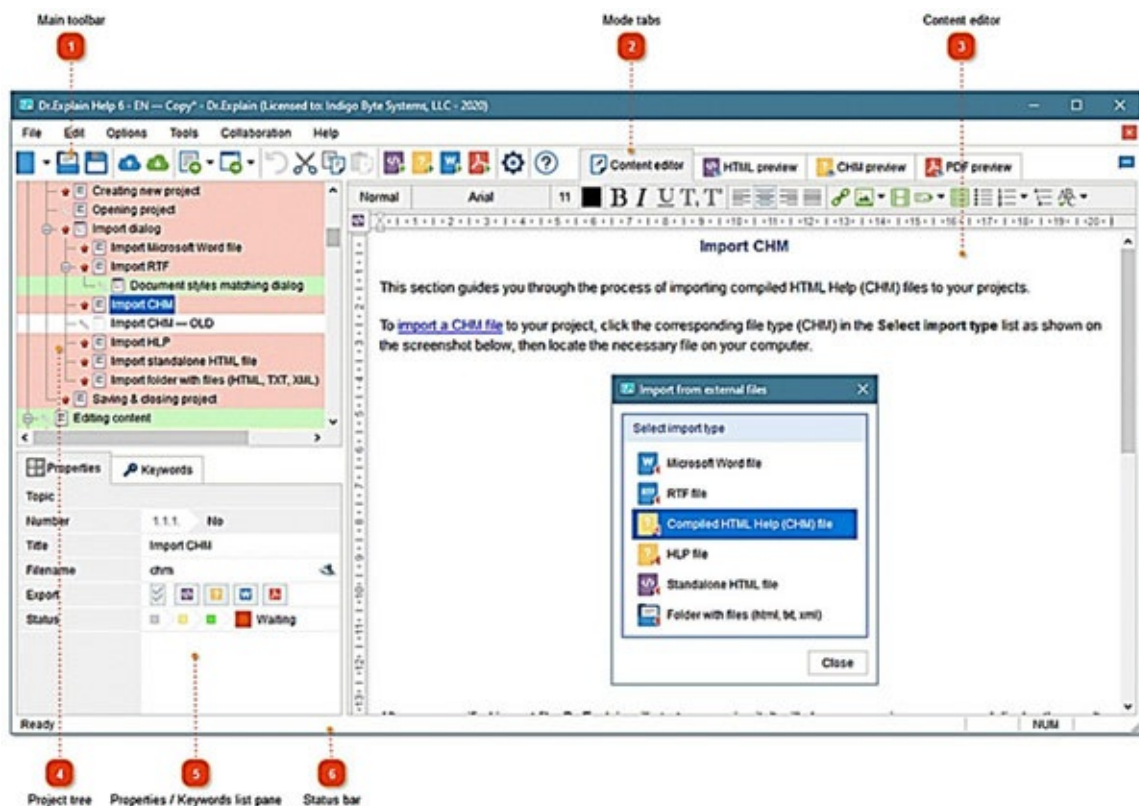 Main toolbar
Mode tabs
Content editor
1
2
3
Dr.Explain Help 6 - EN — Copy* - Dr.Explain (Licensed to: Indigo Byte Systems, LLC - 2020)
File Edit Options Tools Collaboration Help
Content editor HTML preview CHM preview PDF preview
Creating new project
Opening project
Import dialog
Import Microsoft Word file
Import RTF
Document styles matching dialog
Import CHM
Import CHM — OLD
Import HLP
Import standalone HTML file
Import folder with files (HTML, TXT, XML)
Saving & closing project
Editing content
Properties Keywords
Topic
Number 1.1.1. No
Title Import CHM
Filename chm
Export
Status Waiting
Normal Arial 11 B I U T, T'
Import CHM
This section guides you through the process of importing compiled HTML Help (CHM) files to your projects.
To import a CHM file to your project, click the corresponding file type (CHM) in the Select import type list as shown on
the screenshot below, then locate the necessary file on your computer.
Import from external files
Select import type
Microsoft Word file
RTF file
Compiled HTML Help (CHM) file
HLP file
Standalone HTML file
Folder with files (html, txt, xml)
Close
Ready
NUM
4
5
6
Project tree
Properties / Keywords list pane
Status bar